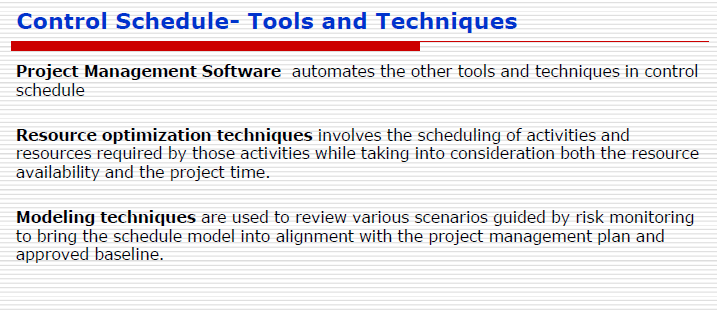 Control Schedule- Tools and Techniques
Project Management Software  automates the other tools and techniques in control
schedule
Resource optimization techniques involves the scheduling of activities and
resources required by those activities while taking into consideration both the resource
availability and the project time.
Modeling techniques are used to review various scenarios guided by risk monitoring
to bring the schedule model into alignment with the project management plan and
approved baseline.